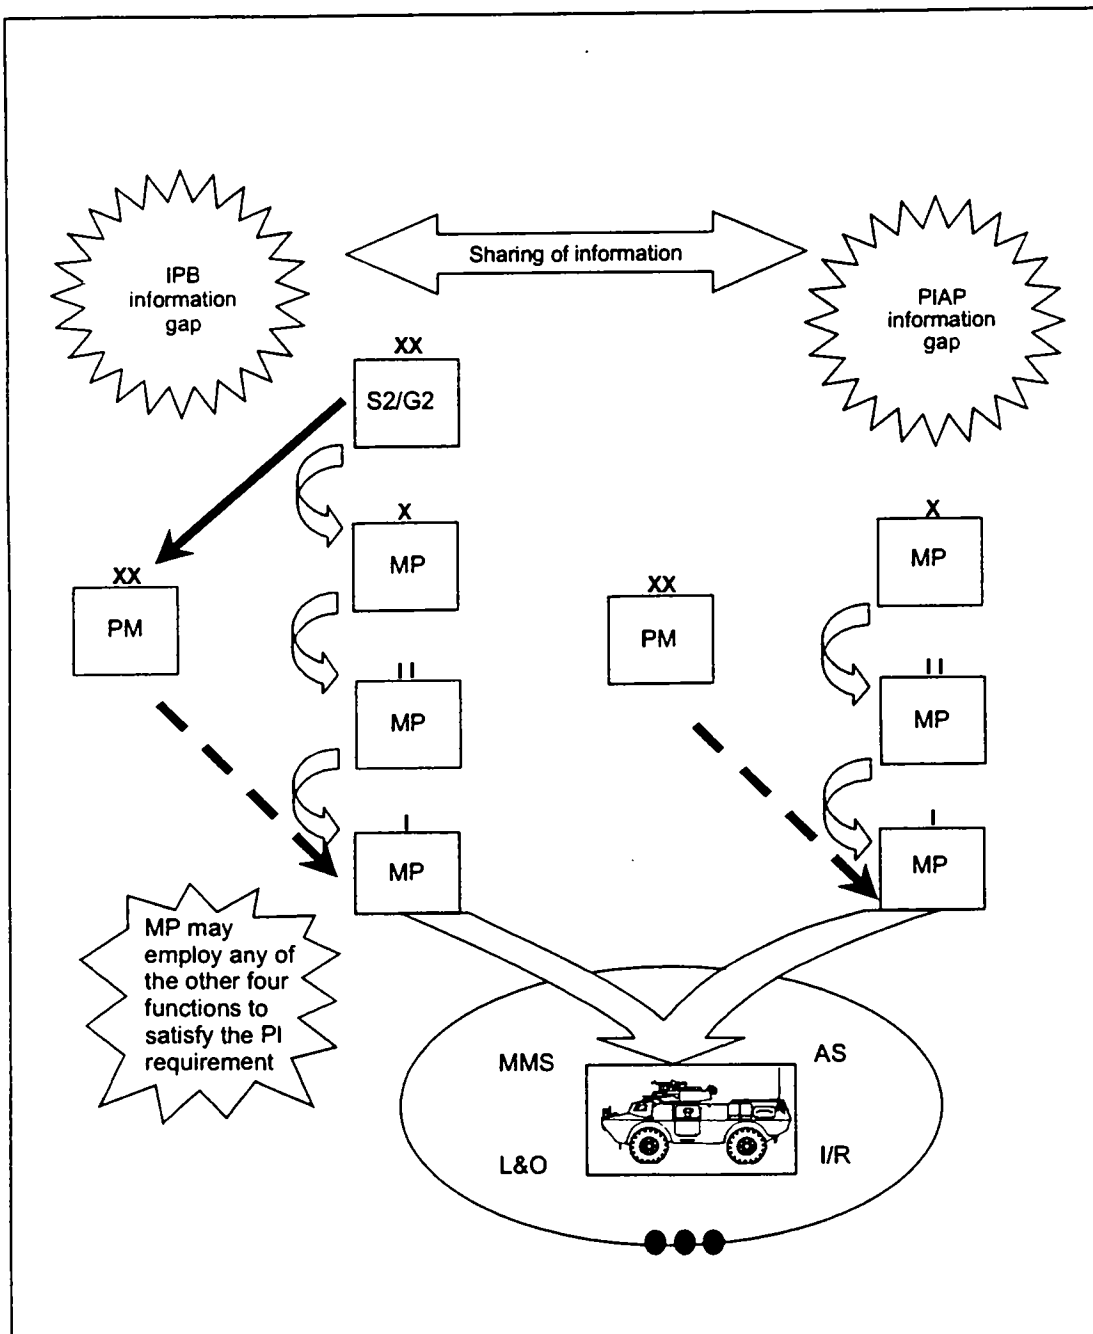 IPB
information
gap
Sharing of information
PIAP
information
gap
XX
S2/G2
X
MP
XX
PM
II
MP
I
MP
X
MP
XX
PM
II
MP
I
MP
MP may
employ any of
the other four
functions to
satisfy the PI
requirement
MMS
AS
L&O
I/R